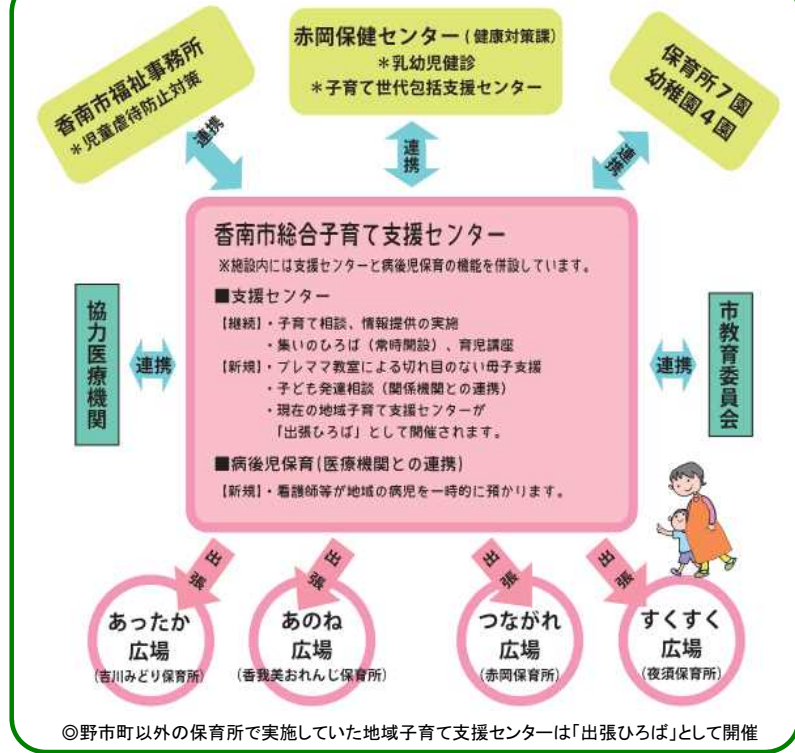 香南市福祉事務所
＊児童虐待防止対策
赤岡保健センター(健康対策課)
＊乳幼児健診
＊子育て世代包括支援センター
保育所７園
幼稚園４園
連携
連携
連携
香南市総合子育て支援センター
※施設内には支援センターと病後児保育の機能を併設しています。
■支援センター
【継続】・子育て相談、情報提供の実施
・集いのひろば（常時開設）、育児講座
【新規】・プレママ教室による切れ目のない母子支援
・子ども発達相談（関係機関との連携）
・現在の地域子育て支援センターが
「出張ひろば」として開催されます。
■病後児保育(医療機関との連携)
【新規】・看護師等が地域の病児を一時的に預かります。
協力医療機関
連携
連携
市教育委員会
出張
出張
出張
出張
あったか
広場
(吉川みどり保育所)
あのね
広場
(香我美おれんじ保育所)
つながれ
広場
(赤岡保育所)
すくすく
広場
(夜須保育所)
◎野市町以外の保育所で実施していた地域子育て支援センターは「出張ひろば」として開催